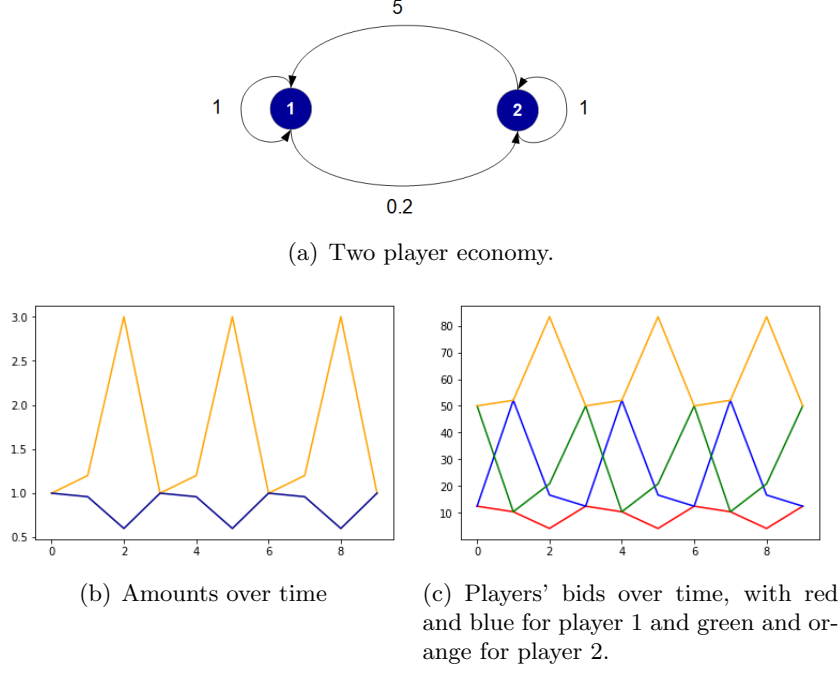 5
1 1 2 1
0.2
(a) Two player economy.
3.0
2.5
2.0
1.5
1.0
0.5
0 2 4 6 8
80
70
60
50
40
30
20
10
0 2 4 6 8
(b) Amounts over time
(c) Players' bids over time, with red
and blue for player 1 and green and or-
ange for player 2.